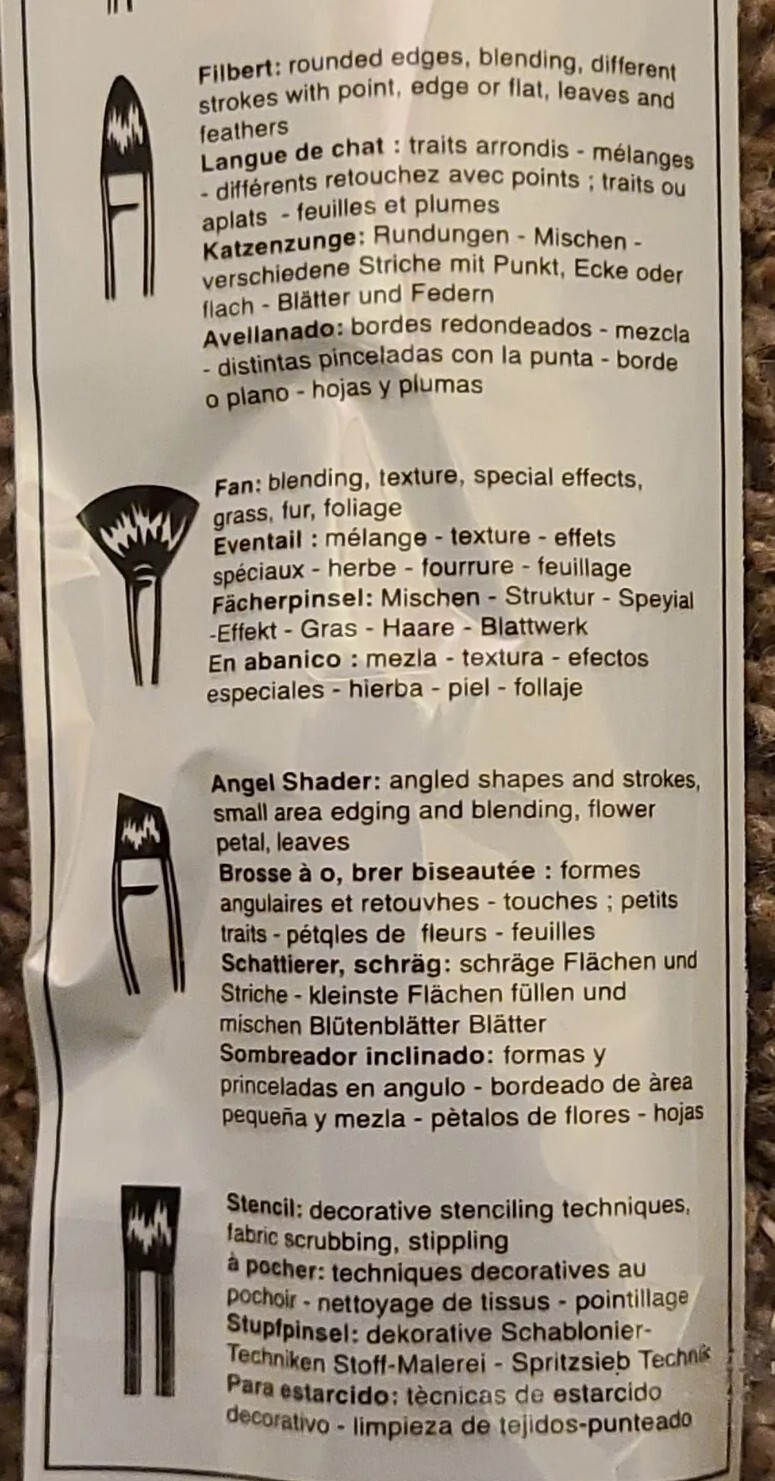 Filbert: rounded edges, blending, different
strokes with point, edge or flat, leaves and
feathers
Langue de chat : traits arrondis - mélanges
- différents retouchez avec points ; traits ou
aplats - feuilles et plumes
Katzenzunge: Rundungen - Mischen -
verschiedene Striche mit Punkt, Ecke oder
flach - Blätter und Federn
Avellanado: bordes redondeados - mezcla
- distintas pinceladas con la punta - borde
o plano - hojas y plumas
Fan: blending, texture, special effects,
grass, fur, foliage
Eventail : mélange - texture - effets
spéciaux - herbe - fourrure - feuillage
Fächerpinsel: Mischen - Struktur - Speyial
-Effekt - Gras - Haare - Blattwerk
En abanico : mezla - textura - efectos
especiales - hierba - piel - follaje
Angel Shader: angled shapes and strokes,
small area edging and blending, flower
petal, leaves
Brosse à o, brer biseautée : formes
angulaires et retouvhes - touches ; petits
traits - pétqles de fleurs - feuilles
Schattierer, schräg: schräge Flächen und
Striche - kleinste Flächen füllen und
mischen Blütenblätter Blätter
Sombreador inclinado: formas y
princeladas en angulo - bordeado de àrea
pequeña y mezla - pètalos de flores - hojas
Stencil: decorative stenciling techniques,
fabric scrubbing, stippling
à pocher: techniques decoratives au
pochoir - nettoyage de tissus - pointillage
Stupfpinsel: dekorative Schablonier-
Techniken Stoff-Malerei - Spritzsieb Technik
Para estarcido: tècnicas de estarcido
decorativo - limpieza de tejidos-punteado